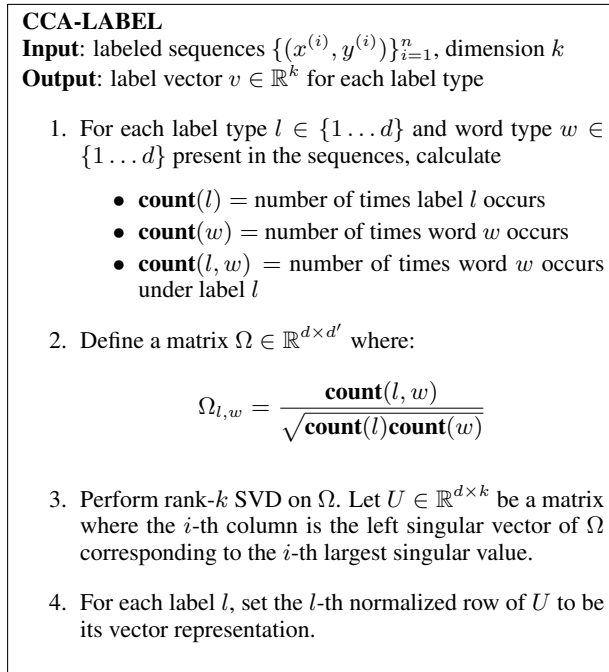 CCA-LABEL
Input: labeled sequences {(x^{(i)}, y^{(i)})}_{i=1}^{n}, dimension k
Output: label vector v ∈ ℝ^k for each label type
1. For each label type l ∈ {1 . . . d} and word type w ∈
{1 . . . d} present in the sequences, calculate
• count(l) = number of times label l occurs
• count(w) = number of times word w occurs
• count(l, w) = number of times word w occurs
under label l
2. Define a matrix Ω ∈ ℝ^{d×d′} where:
Ω_{l,w} = count(l, w) / √(count(l)count(w))
3. Perform rank-k SVD on Ω. Let U ∈ ℝ^{d×k} be a matrix
where the i-th column is the left singular vector of Ω
corresponding to the i-th largest singular value.
4. For each label l, set the l-th normalized row of U to be
its vector representation.